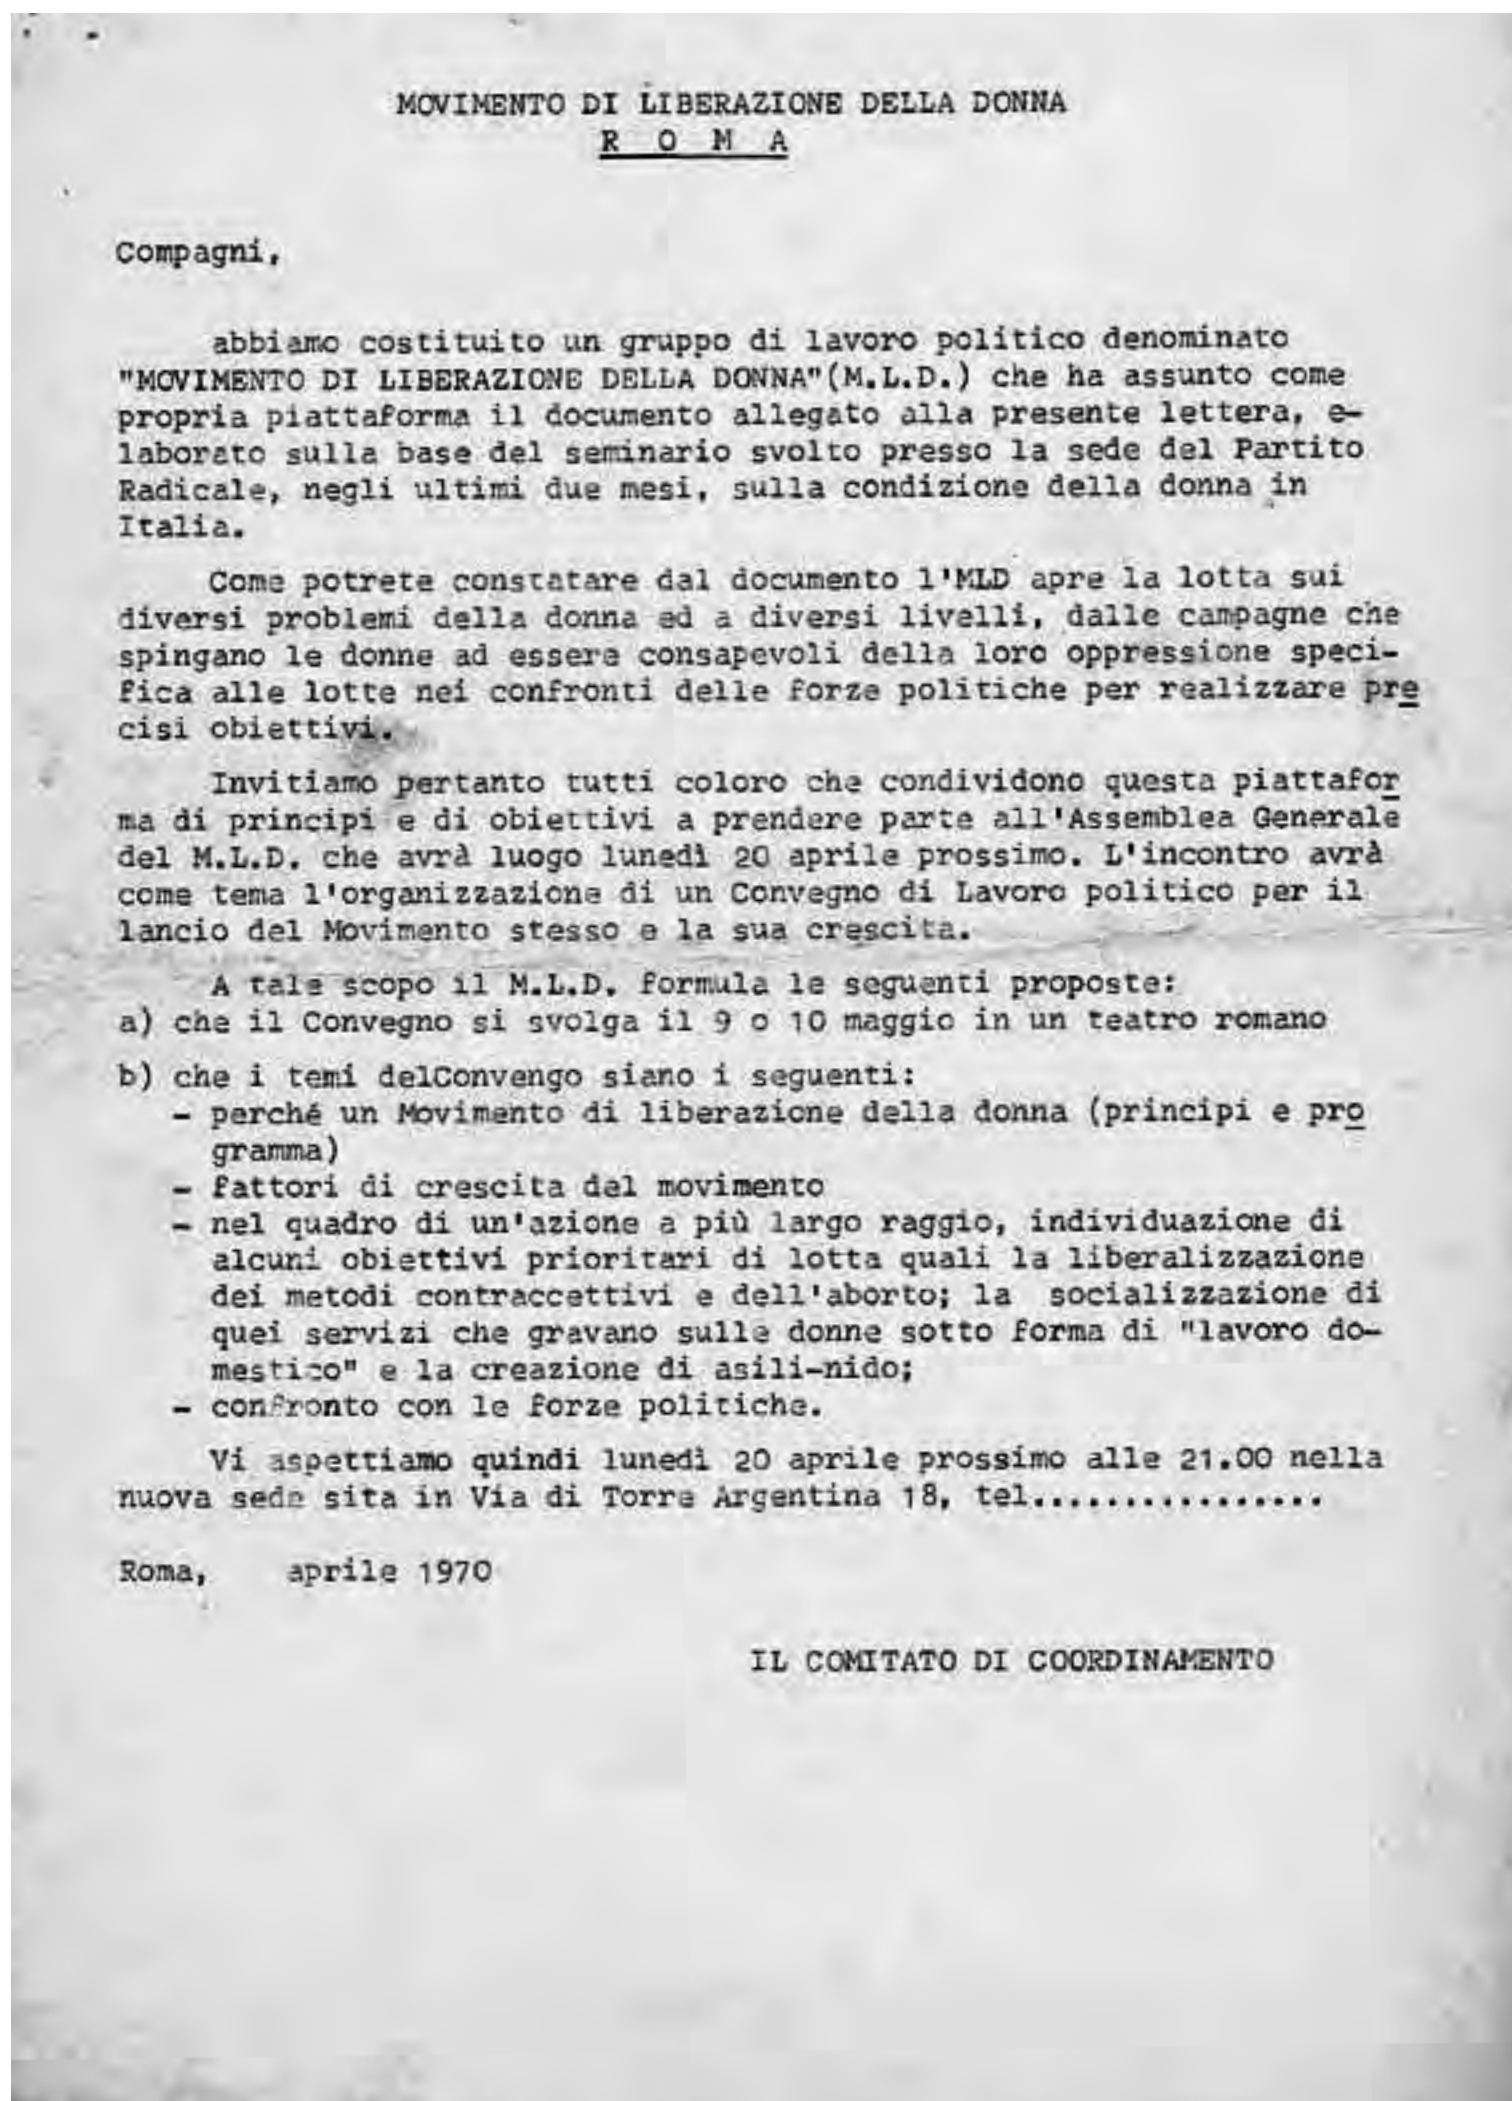 MOVIMENTO DI LIBERAZIONE DELLA DONNA
R O M A
Compagni,
abbiamo costituito un gruppo di lavoro politico denominato
"MOVIMENTO DI LIBERAZIONE DELLA DONNA"(M.L.D.) che ha assunto come
propria piattaforma il documento allegato alla presente lettera, e-
laborato sulla base del seminario svolto presso la sede del Partito
Radicale, negli ultimi due mesi, sulla condizione della donna in
Italia.
Come potrete constatare dal documento l'MLD apre la lotta sui
diversi problemi della donna ed a diversi livelli, dalle campagne che
spingano le donne ad essere consapevoli della loro oppressione speci-
fica alle lotte nei confronti delle forze politiche per realizzare pre
cisi obiettivi.
Invitiamo pertanto tutti coloro che condividono questa piattafor
ma di principi e di obiettivi a prendere parte all'Assemblea Generale
del M.L.D. che avrà luogo lunedì 20 aprile prossimo. L'incontro avrà
come tema l'organizzazione di un Convegno di Lavoro politico per il
lancio del Movimento stesso e la sua crescita.
A tale scopo il M.L.D. formula le seguenti proposte:
a) che il Convegno si svolga il 9 o 10 maggio in un teatro romano
b) che i temi delConvengo siano i seguenti:
- perché un Movimento di liberazione della donna (principi e pro
gramma)
- fattori di crescita del movimento
- nel quadro di un'azione a più largo raggio, individuazione di
alcuni obiettivi prioritari di lotta quali la liberalizzazione
dei metodi contraccettivi e dell'aborto; la socializzazione di
quei servizi che gravano sulle donne sotto forma di "lavoro do-
mestico" e la creazione di asili-nido;
- confronto con le forze politiche.
Vi aspettiamo quindi lunedì 20 aprile prossimo alle 21.00 nella
nuova sede sita in Via di Torre Argentina 18, tel................
Roma, aprile 1970
IL COMITATO DI COORDINAMENTO